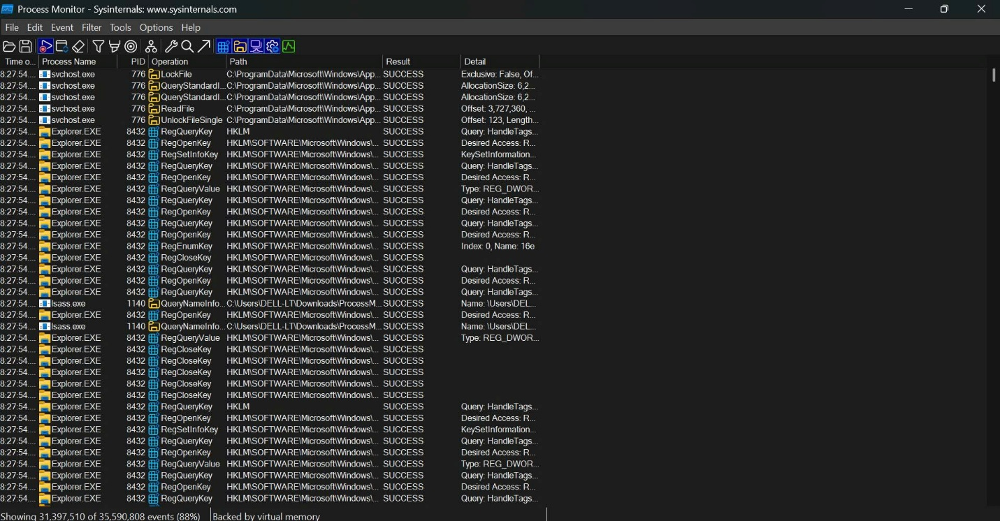 Process Monitor - Sysinternals: www.sysinternals.com
File Edit Event Filter Tools Options Help
Time o... Process Name PID Operation Path Result Detail
8:27:54.... svchost.exe 776 LockFile C:\ProgramData\Microsoft\Windows\App... SUCCESS Exclusive: False, Of...
8:27:54.... svchost.exe 776 QueryStandardI... C:\ProgramData\Microsoft\Windows\App... SUCCESS AllocationSize: 6,2...
8:27:54.... svchost.exe 776 QueryStandardI... C:\ProgramData\Microsoft\Windows\App... SUCCESS AllocationSize: 6,2...
8:27:54.... svchost.exe 776 ReadFile C:\ProgramData\Microsoft\Windows\App... SUCCESS Offset: 3,727,360, ...
8:27:54.... svchost.exe 776 UnlockFileSingle C:\ProgramData\Microsoft\Windows\App... SUCCESS Offset: 123, Length...
8:27:54.... Explorer.EXE 8432 RegQueryKey HKLM SUCCESS Query: HandleTags...
8:27:54.... Explorer.EXE 8432 RegOpenKey HKLM\SOFTWARE\Microsoft\Windows\... SUCCESS Desired Access: R...
8:27:54.... Explorer.EXE 8432 RegSetInfoKey HKLM\SOFTWARE\Microsoft\Windows\... SUCCESS KeySetInformation...
8:27:54.... Explorer.EXE 8432 RegQueryKey HKLM\SOFTWARE\Microsoft\Windows\... SUCCESS Query: HandleTags...
8:27:54.... Explorer.EXE 8432 RegOpenKey HKLM\SOFTWARE\Microsoft\Windows\... SUCCESS Desired Access: R...
8:27:54.... Explorer.EXE 8432 RegQueryValue HKLM\SOFTWARE\Microsoft\Windows\... SUCCESS Type: REG_DWOR...
8:27:54.... Explorer.EXE 8432 RegQueryKey HKLM\SOFTWARE\Microsoft\Windows\... SUCCESS Query: HandleTags...
8:27:54.... Explorer.EXE 8432 RegOpenKey HKLM\SOFTWARE\Microsoft\Windows\... SUCCESS Desired Access: R...
8:27:54.... Explorer.EXE 8432 RegQueryKey HKLM\SOFTWARE\Microsoft\Windows\... SUCCESS Query: HandleTags...
8:27:54.... Explorer.EXE 8432 RegOpenKey HKLM\SOFTWARE\Microsoft\Windows\... SUCCESS Desired Access: R...
8:27:54.... Explorer.EXE 8432 RegEnumKey HKLM\SOFTWARE\Microsoft\Windows\... SUCCESS Index: 0, Name: 16e
8:27:54.... Explorer.EXE 8432 RegCloseKey HKLM\SOFTWARE\Microsoft\Windows\... SUCCESS
8:27:54.... Explorer.EXE 8432 RegQueryKey HKLM\SOFTWARE\Microsoft\Windows\... SUCCESS Query: HandleTags...
8:27:54.... Explorer.EXE 8432 RegOpenKey HKLM\SOFTWARE\Microsoft\Windows\... SUCCESS Desired Access: R...
8:27:54.... Explorer.EXE 8432 RegQueryKey HKLM\SOFTWARE\Microsoft\Windows\... SUCCESS Query: HandleTags...
8:27:54.... lsass.exe 1140 QueryNameInfo... C:\Users\DELL-LT\Downloads\ProcessM... SUCCESS Name: \Users\DEL...
8:27:54.... Explorer.EXE 8432 RegOpenKey HKLM\SOFTWARE\Microsoft\Windows\... SUCCESS Desired Access: R...
8:27:54.... lsass.exe 1140 QueryNameInfo... C:\Users\DELL-LT\Downloads\ProcessM... SUCCESS Name: \Users\DEL...
8:27:54.... Explorer.EXE 8432 RegQueryValue HKLM\SOFTWARE\Microsoft\Windows\... SUCCESS Type: REG_DWOR...
8:27:54.... Explorer.EXE 8432 RegCloseKey HKLM\SOFTWARE\Microsoft\Windows\... SUCCESS
8:27:54.... Explorer.EXE 8432 RegCloseKey HKLM\SOFTWARE\Microsoft\Windows\... SUCCESS
8:27:54.... Explorer.EXE 8432 RegCloseKey HKLM\SOFTWARE\Microsoft\Windows\... SUCCESS
8:27:54.... Explorer.EXE 8432 RegCloseKey HKLM\SOFTWARE\Microsoft\Windows\... SUCCESS
8:27:54.... Explorer.EXE 8432 RegCloseKey HKLM\SOFTWARE\Microsoft\Windows\... SUCCESS
8:27:54.... Explorer.EXE 8432 RegQueryKey HKLM SUCCESS Query: HandleTags...
8:27:54.... Explorer.EXE 8432 RegOpenKey HKLM\SOFTWARE\Microsoft\Windows\... SUCCESS Desired Access: R...
8:27:54.... Explorer.EXE 8432 RegSetInfoKey HKLM\SOFTWARE\Microsoft\Windows\... SUCCESS KeySetInformation...
8:27:54.... Explorer.EXE 8432 RegQueryKey HKLM\SOFTWARE\Microsoft\Windows\... SUCCESS Query: HandleTags...
8:27:54.... Explorer.EXE 8432 RegOpenKey HKLM\SOFTWARE\Microsoft\Windows\... SUCCESS Desired Access: R...
8:27:54.... Explorer.EXE 8432 RegQueryValue HKLM\SOFTWARE\Microsoft\Windows\... SUCCESS Type: REG_DWOR...
8:27:54.... Explorer.EXE 8432 RegQueryKey HKLM\SOFTWARE\Microsoft\Windows\... SUCCESS Query: HandleTags...
8:27:54.... Explorer.EXE 8432 RegOpenKey HKLM\SOFTWARE\Microsoft\Windows\... SUCCESS Desired Access: R...
8:27:54.... Explorer.EXE 8432 RegQueryKey HKLM\SOFTWARE\Microsoft\Windows\... SUCCESS Query: HandleTags...
Showing 31,397,510 of 35,590,808 events (88%) Backed by virtual memory